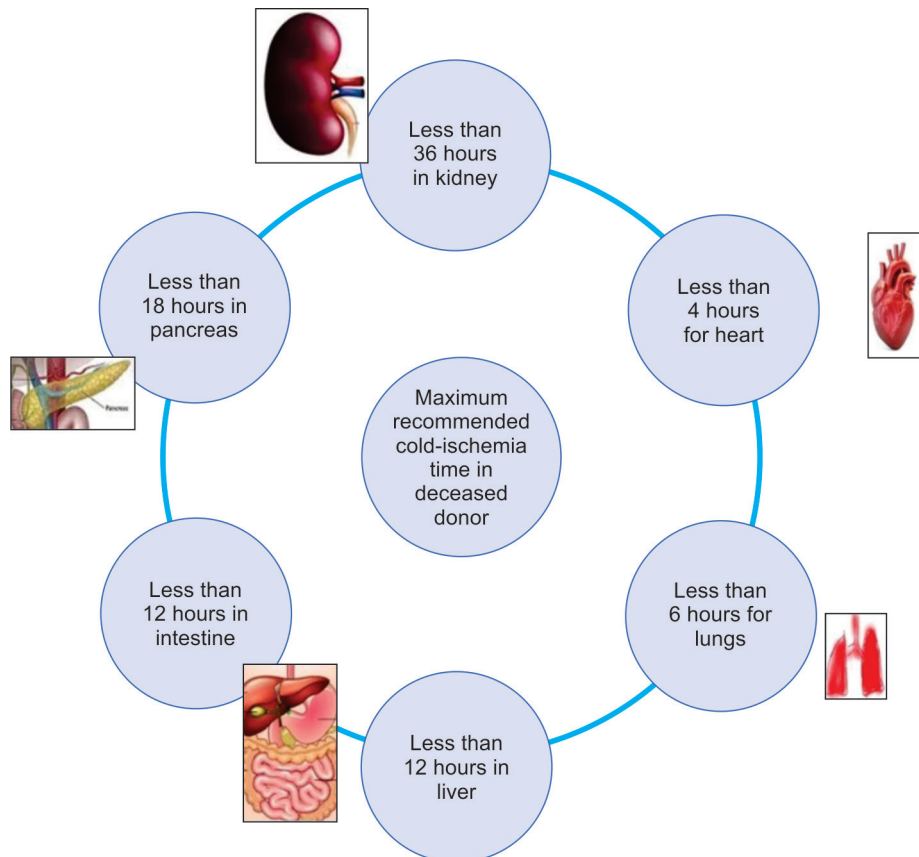 Less than
36 hours
in kidney
Less than
4 hours
for heart
Less than
6 hours for
lungs
Less than
12 hours in
liver
Less than
12 hours in
intestine
Less than
18 hours in
pancreas
Pancreas
Maximum
recommended
cold-ischemia
time in
deceased
donor